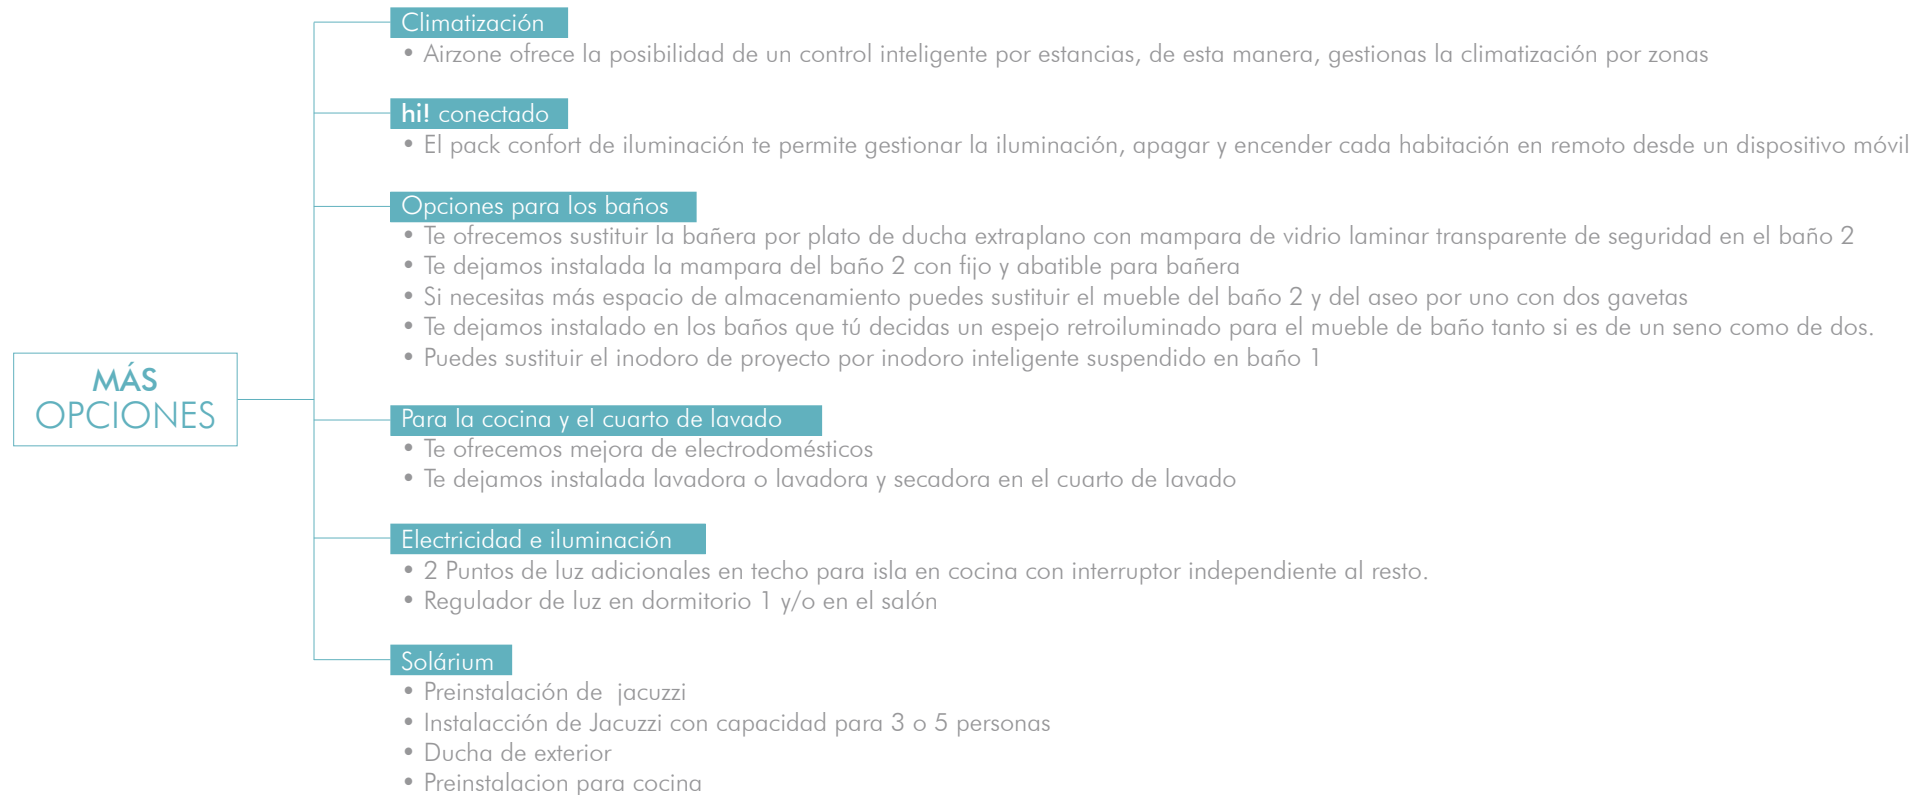 MÁS
OPCIONES
Climatización
• Airzone ofrece la posibilidad de un control inteligente por estancias, de esta manera, gestionas la climatización por zonas
hi! conectado
• El pack confort de iluminación te permite gestionar la iluminación, apagar y encender cada habitación en remoto desde un dispositivo móvil
Opciones para los baños
• Te ofrecemos sustituir la bañera por plato de ducha extraplano con mampara de vidrio laminar transparente de seguridad en el baño 2
• Te dejamos instalada la mampara del baño 2 con fijo y abatible para bañera
• Si necesitas más espacio de almacenamiento puedes sustituir el mueble del baño 2 y del aseo por uno con dos gavetas
• Te dejamos instalado en los baños que tú decidas un espejo retroiluminado para el mueble de baño tanto si es de un seno como de dos.
• Puedes sustituir el inodoro de proyecto por inodoro inteligente suspendido en baño 1
Para la cocina y el cuarto de lavado
• Te ofrecemos mejora de electrodomésticos
• Te dejamos instalada lavadora o lavadora y secadora en el cuarto de lavado
Electricidad e iluminación
• 2 Puntos de luz adicionales en techo para isla en cocina con interruptor independiente al resto.
• Regulador de luz en dormitorio 1 y/o en el salón
Solárium
• Preinstalación de  jacuzzi
• Instalacción de Jacuzzi con capacidad para 3 o 5 personas
• Ducha de exterior
• Preinstalacion para cocina